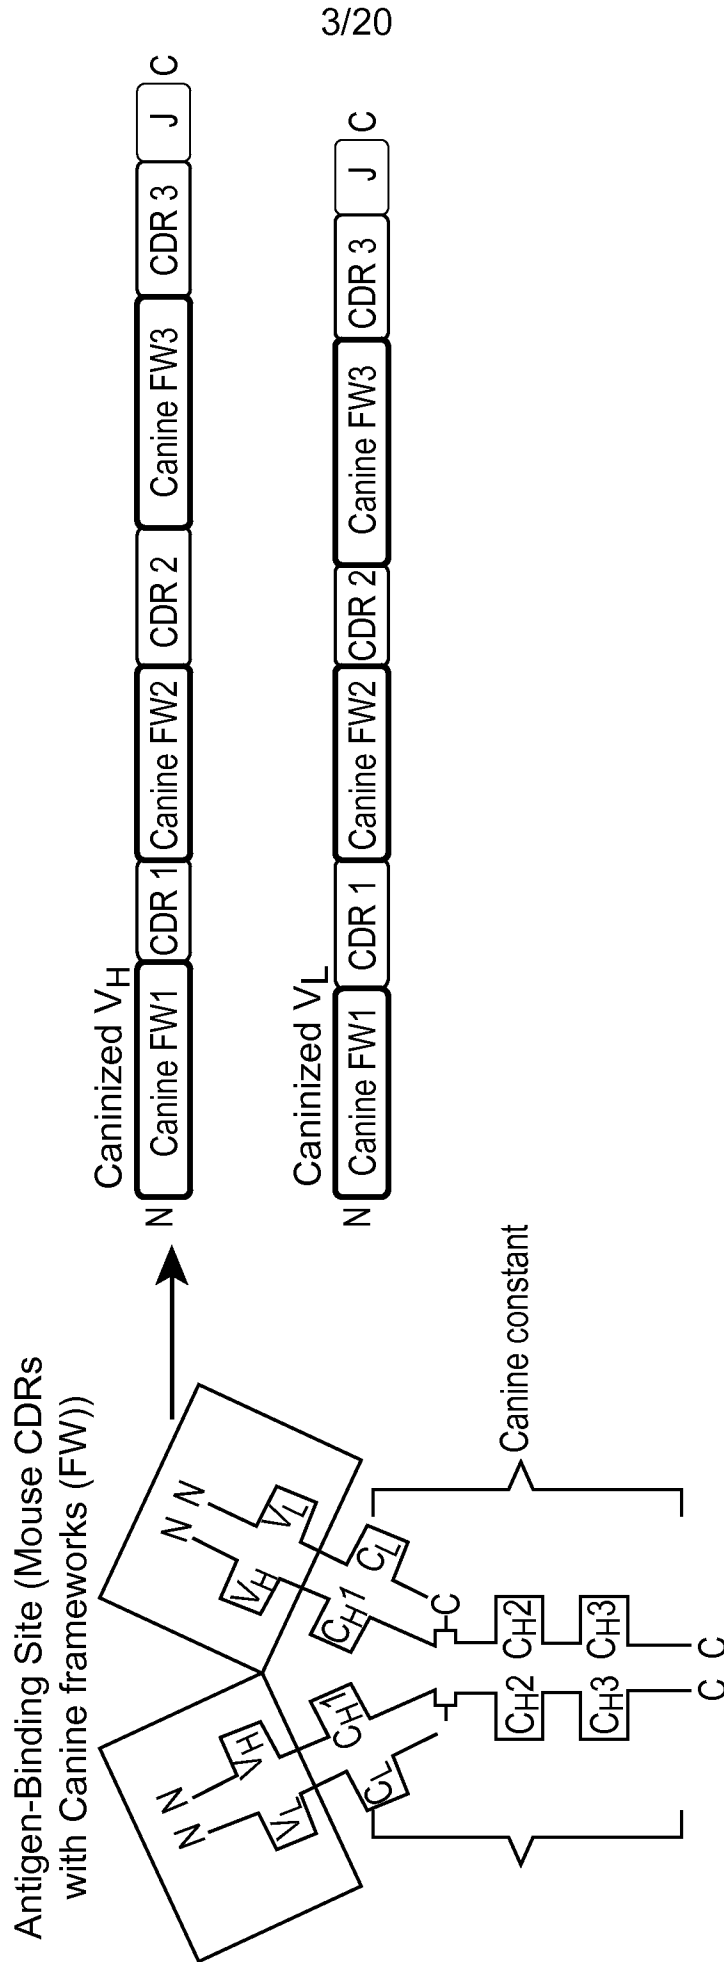 3/20
Antigen-Binding Site (Mouse CDRs
with Canine frameworks (FW))
N
N
VH
VL
CH1
CL
N
N
VH
VL
CH1
CL
C
CH2
CH2
CH3
CH3
C
C
Canine constant
Caninized VH
N
Canine FW1
CDR 1
Canine FW2
CDR 2
Canine FW3
CDR 3
J
C
Caninized VL
N
Canine FW1
CDR 1
Canine FW2
CDR 2
Canine FW3
CDR 3
J
C